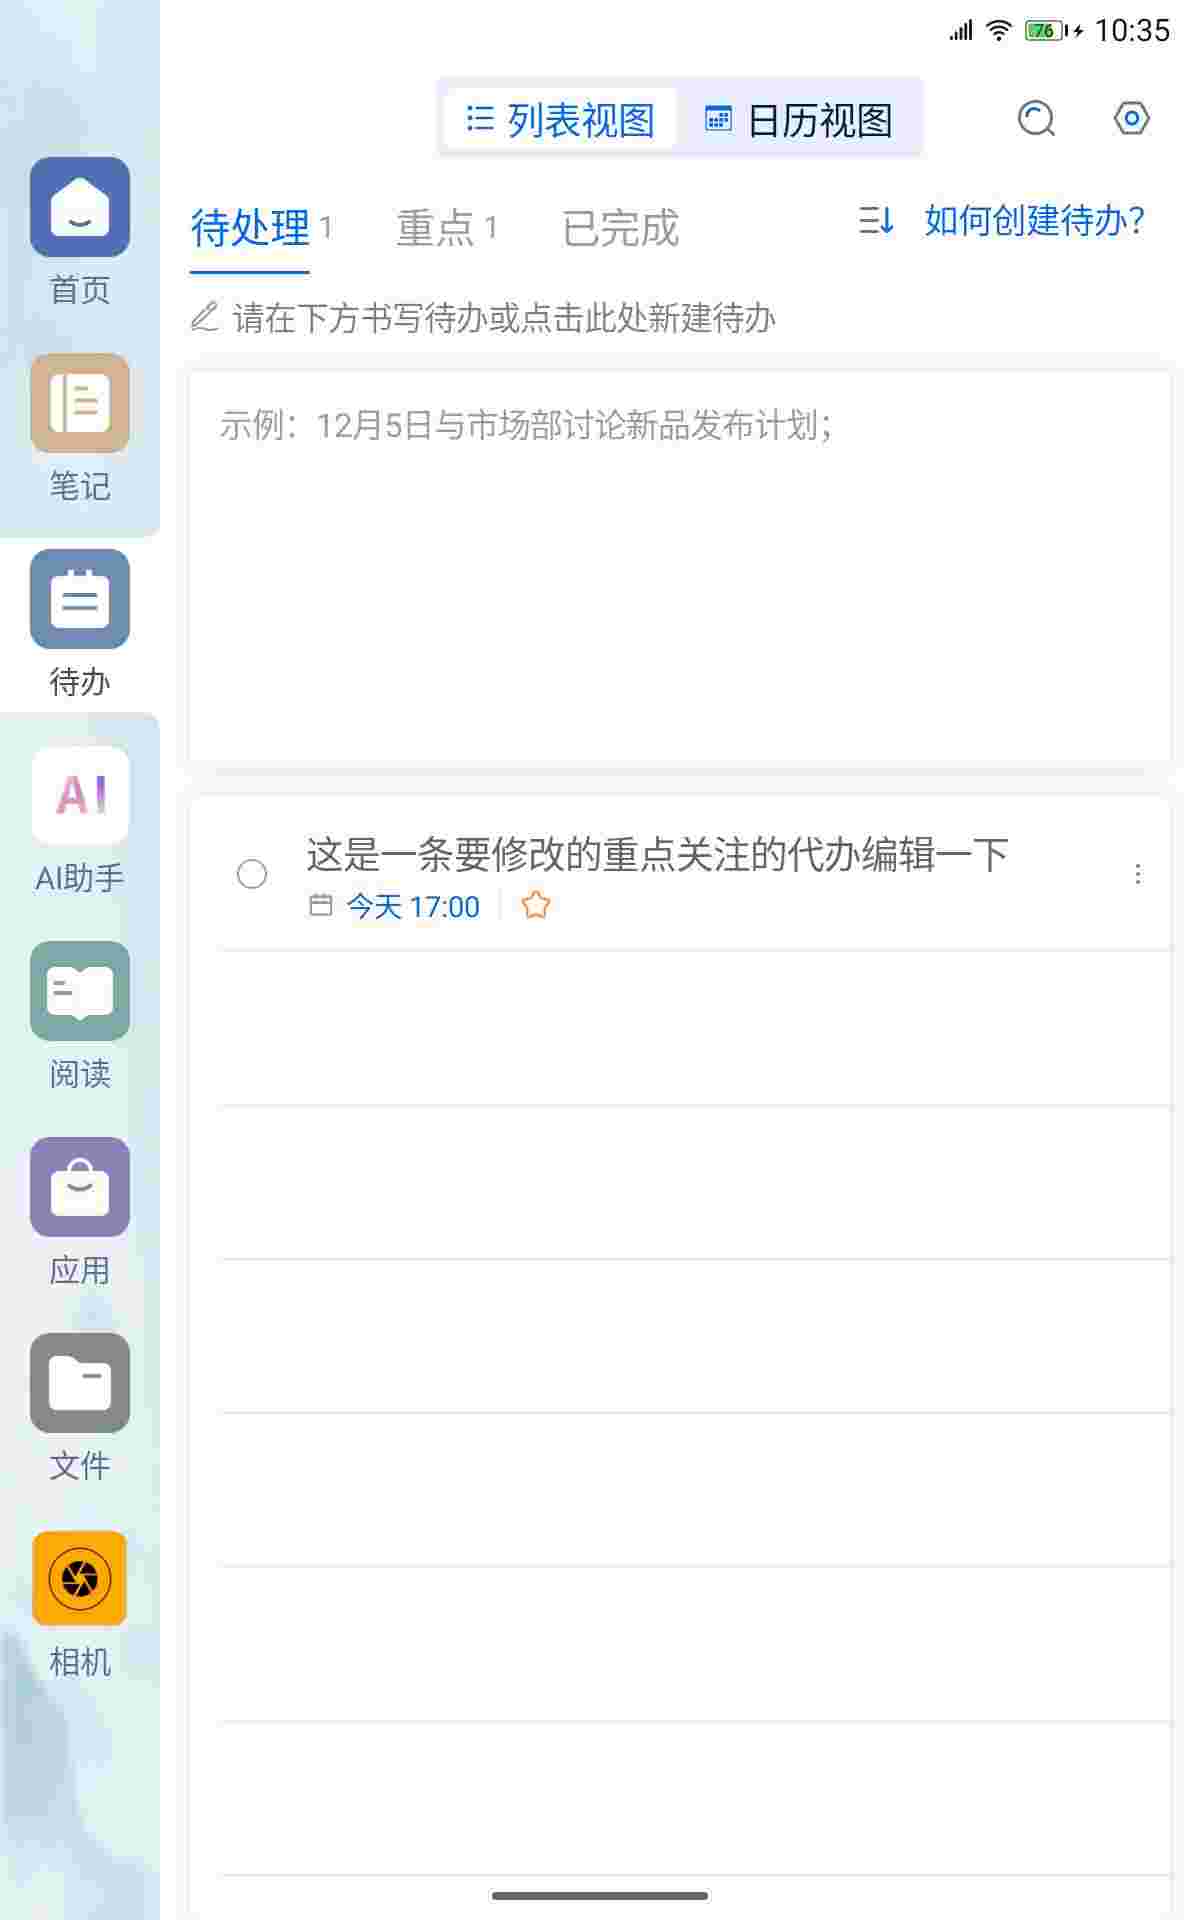 76 10:35
列表视图 日历视图
待处理 1 重点 1 已完成 如何创建待办?
请在下方书写待办或点击此处新建待办
示例：12月5日与市场部讨论新品发布计划；
这是一条要修改的重点关注的代办编辑一下
今天 17:00
首页
笔记
待办
AI
AI助手
阅读
应用
文件
相机